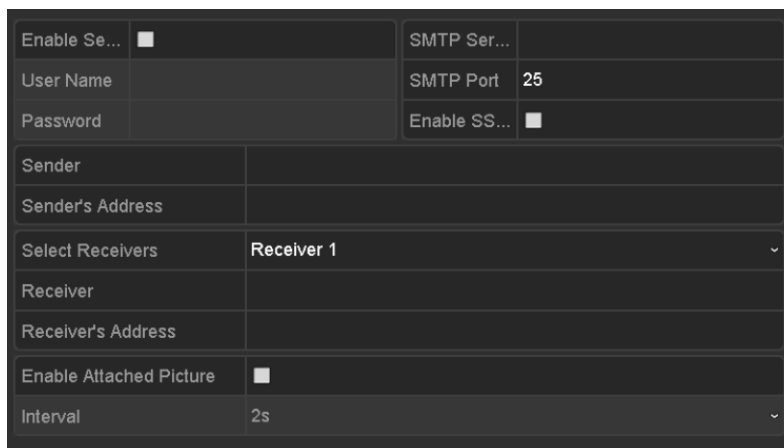 Enable Se...
SMTP Ser...
User Name
SMTP Port 25
Password
Enable SS...
Sender
Sender's Address
Select Receivers Receiver 1
Receiver
Receiver's Address
Enable Attached Picture
Interval 2s